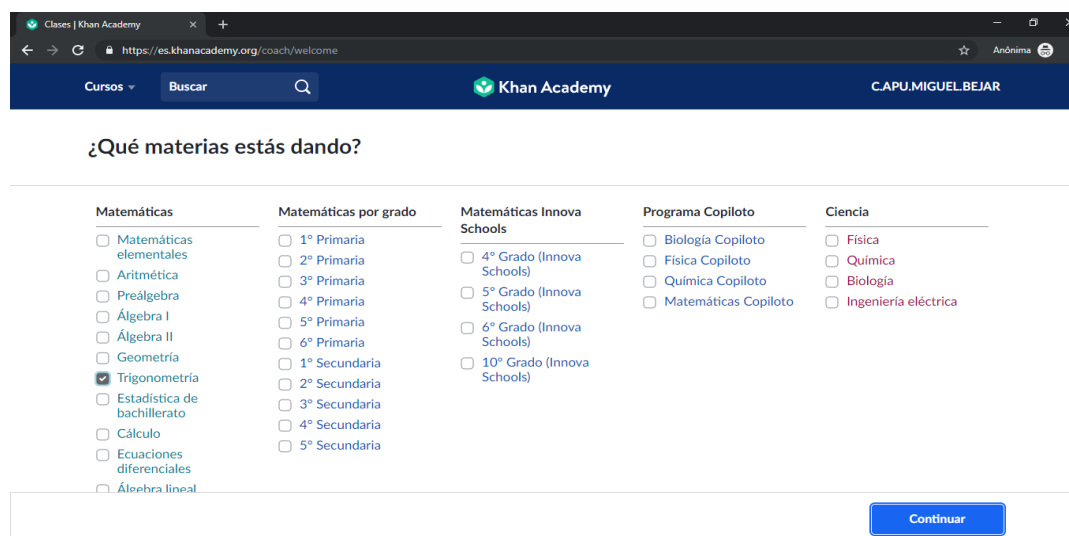 Clases | Khan Academy
https://es.khanacademy.org/coach/welcome
Anônima
Cursos
Buscar
Khan Academy
C.APU.MIGUEL.BEJAR
¿Qué materias estás dando?
Matemáticas
Matemáticas
elementales
Aritmética
Preálgebra
Álgebra I
Álgebra II
Geometría
Trigonometría
Estadística de
bachillerato
Cálculo
Ecuaciones
diferenciales
Álgebra lineal
Matemáticas por grado
1° Primaria
2° Primaria
3° Primaria
4° Primaria
5° Primaria
6° Primaria
1° Secundaria
2° Secundaria
3° Secundaria
4° Secundaria
5° Secundaria
Matemáticas Innova
Schools
4° Grado (Innova
Schools)
5° Grado (Innova
Schools)
6° Grado (Innova
Schools)
10° Grado (Innova
Schools)
Programa Copiloto
Biología Copiloto
Física Copiloto
Química Copiloto
Matemáticas Copiloto
Ciencia
Física
Química
Biología
Ingeniería eléctrica
Continuar